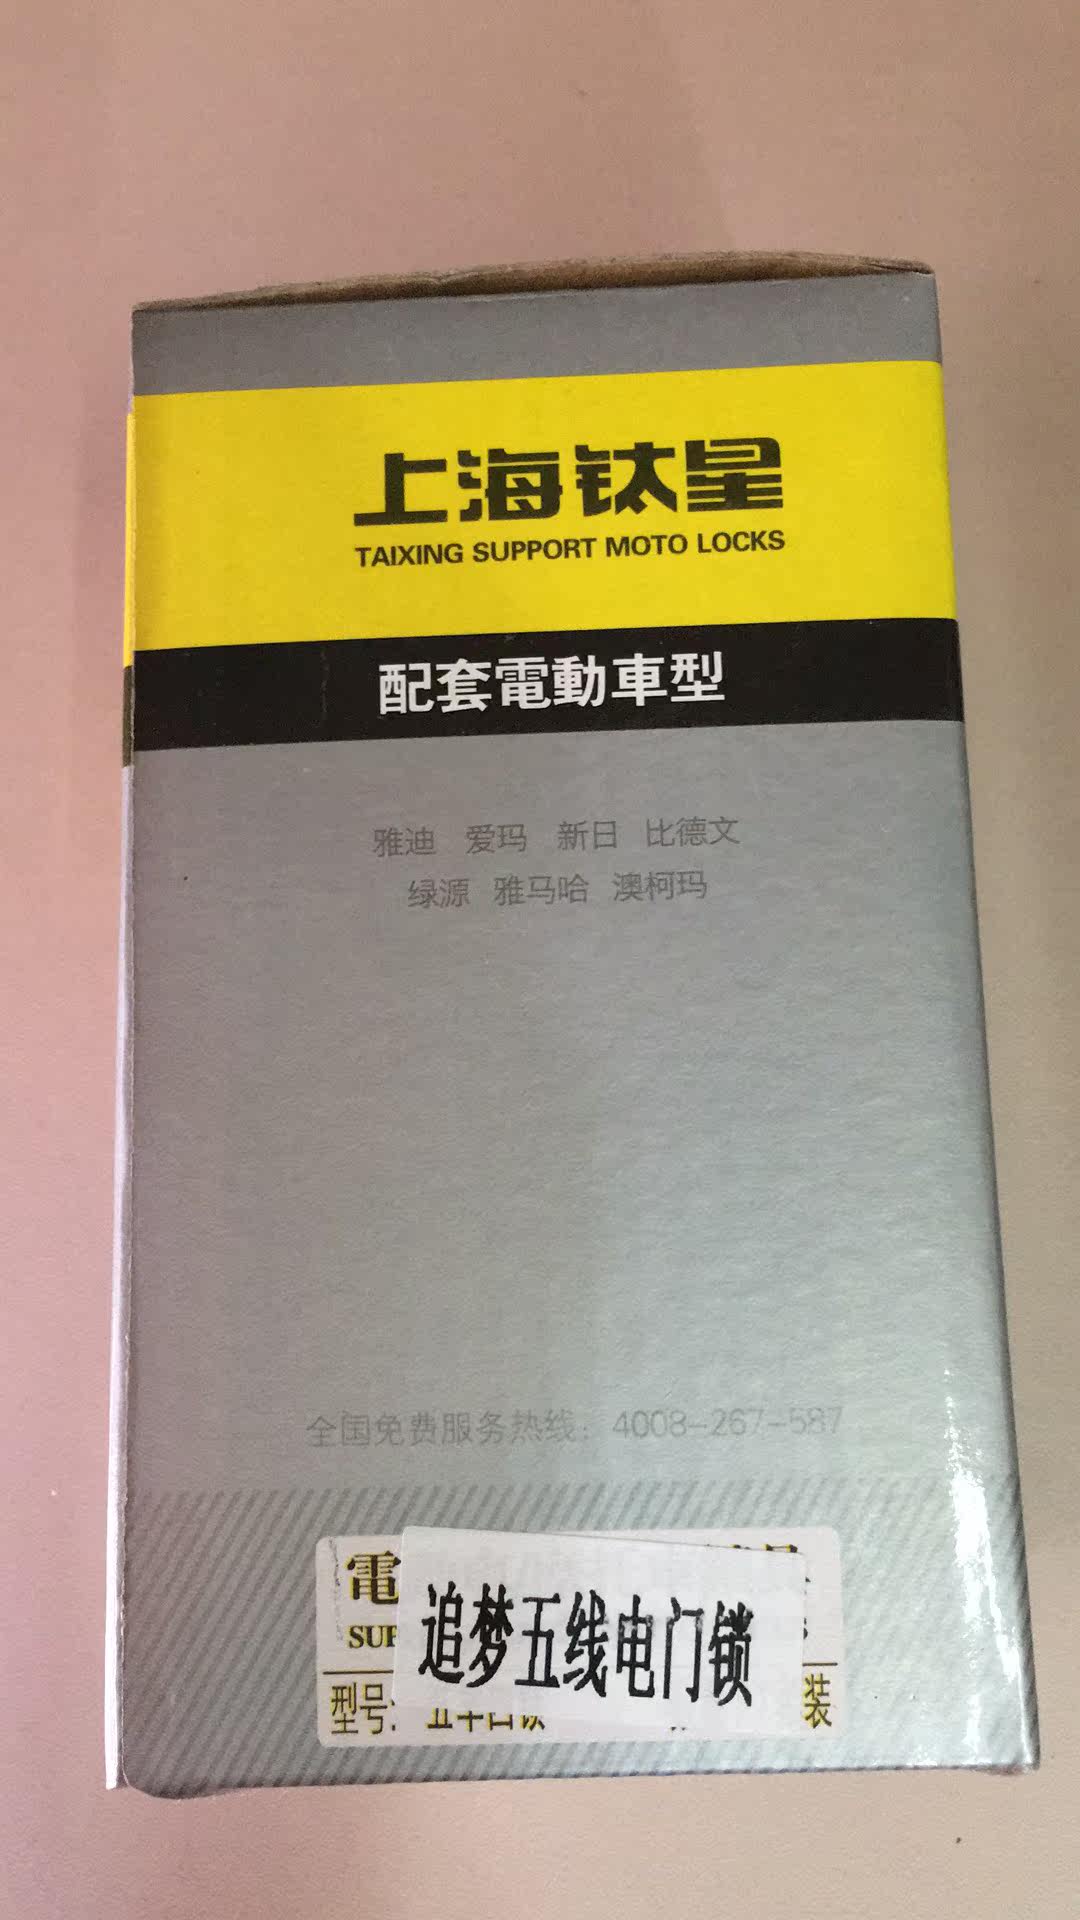 上海钛星
TAIXING SUPPORT MOTO LOCKS
配套電動車型
雅迪 爱玛 新日 比德文
绿源 雅马哈 澳柯玛
全国免费服务热线：4008-267-587
電
SUP
追梦五线电门锁
型号: 装